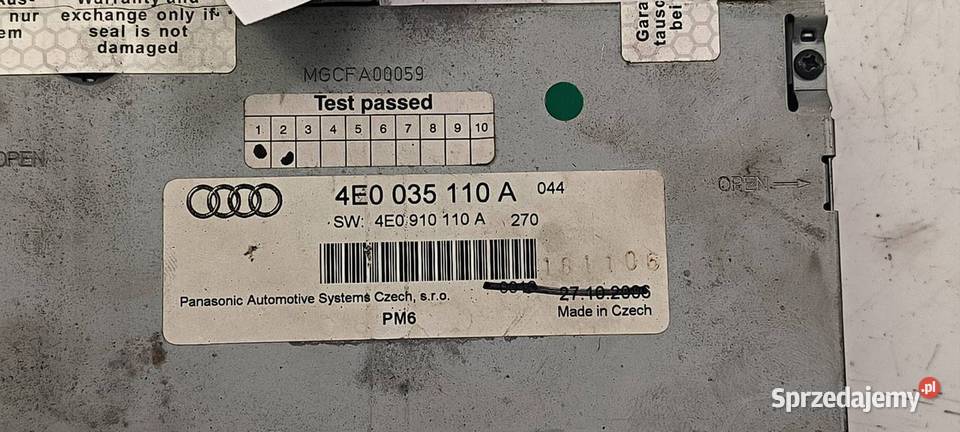 Warranty and
nur exchange only if
em seal is not
damaged
Gara
tausc
bei
MGCFA00059
Test passed
1 2 3 4 5 6 7 8 9 10
OPEN
OPEN
4E0 035 110 A 044
SW: 4E0 910 110 A 270
181106
27.10.2006
Panasonic Automotive Systems Czech, s.r.o.
PM6
Made in Czech
Sprzedajemy.pl